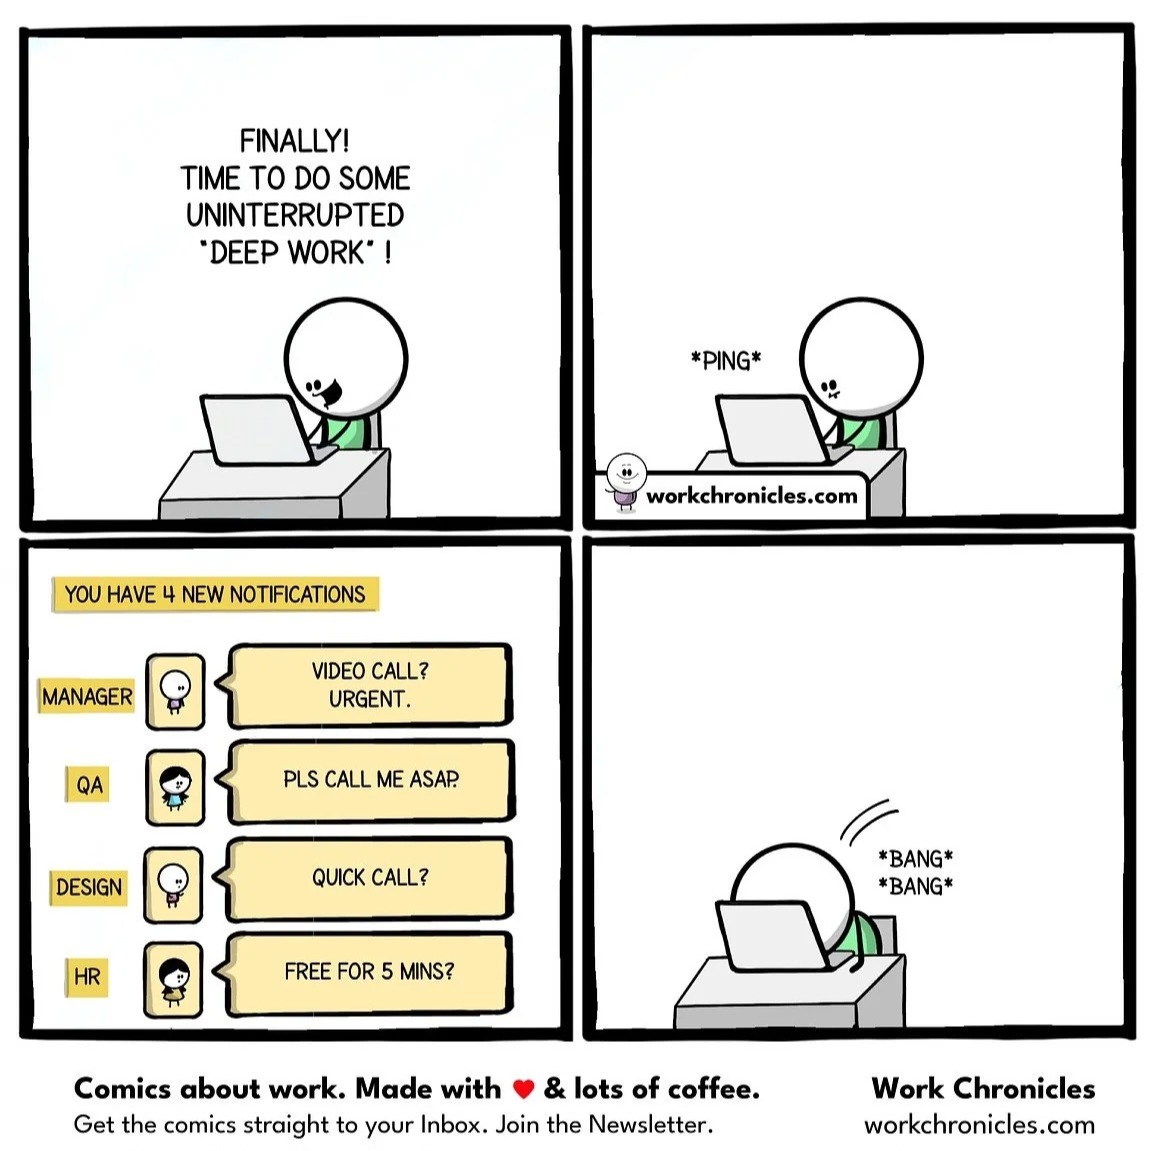 FINALLY!
TIME TO DO SOME
UNINTERRUPTED
"DEEP WORK" !
*PING*
workchronicles.com
YOU HAVE 4 NEW NOTIFICATIONS
MANAGER
VIDEO CALL?
URGENT.
QA
PLS CALL ME ASAP.
DESIGN
QUICK CALL?
HR
FREE FOR 5 MINS?
*BANG*
*BANG*
Comics about work. Made with ❤ & lots of coffee.
Get the comics straight to your Inbox. Join the Newsletter.
Work Chronicles
workchronicles.com